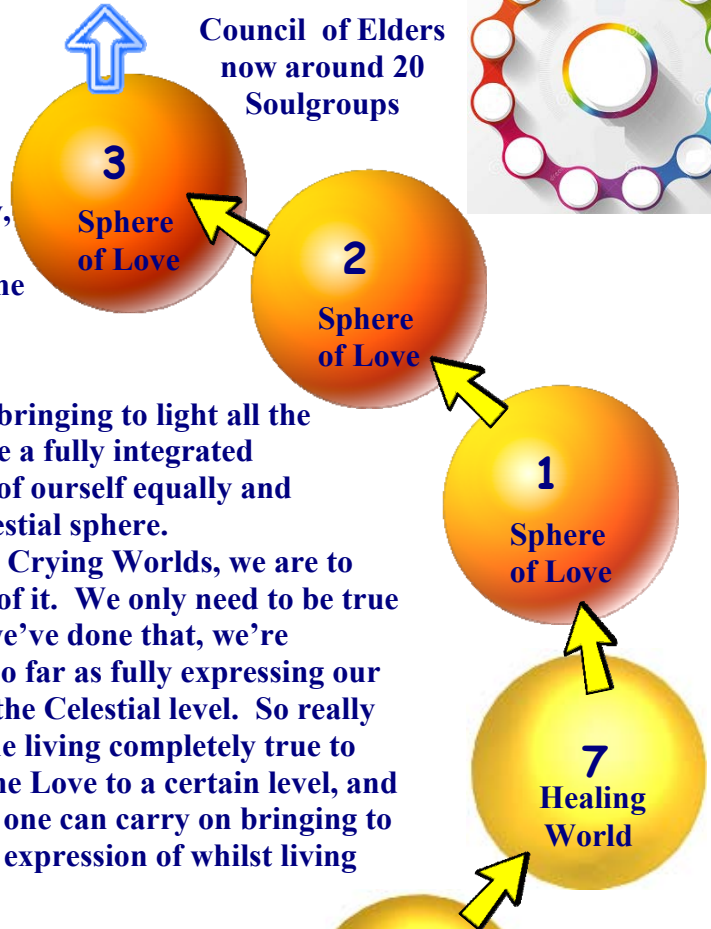 Council of Elders
now around 20
Soulgroups
3
Sphere
of Love
2
Sphere
of Love
bringing to light all the
e a fully integrated
of ourself equally and
estial sphere.
Crying Worlds, we are to
of it. We only need to be true
ve’ve done that, we’re
o far as fully expressing our
the Celestial level. So really
e living completely true to
ne Love to a certain level, and
one can carry on bringing to
expression of whilst living
1
Sphere
of Love
7
Healing
World